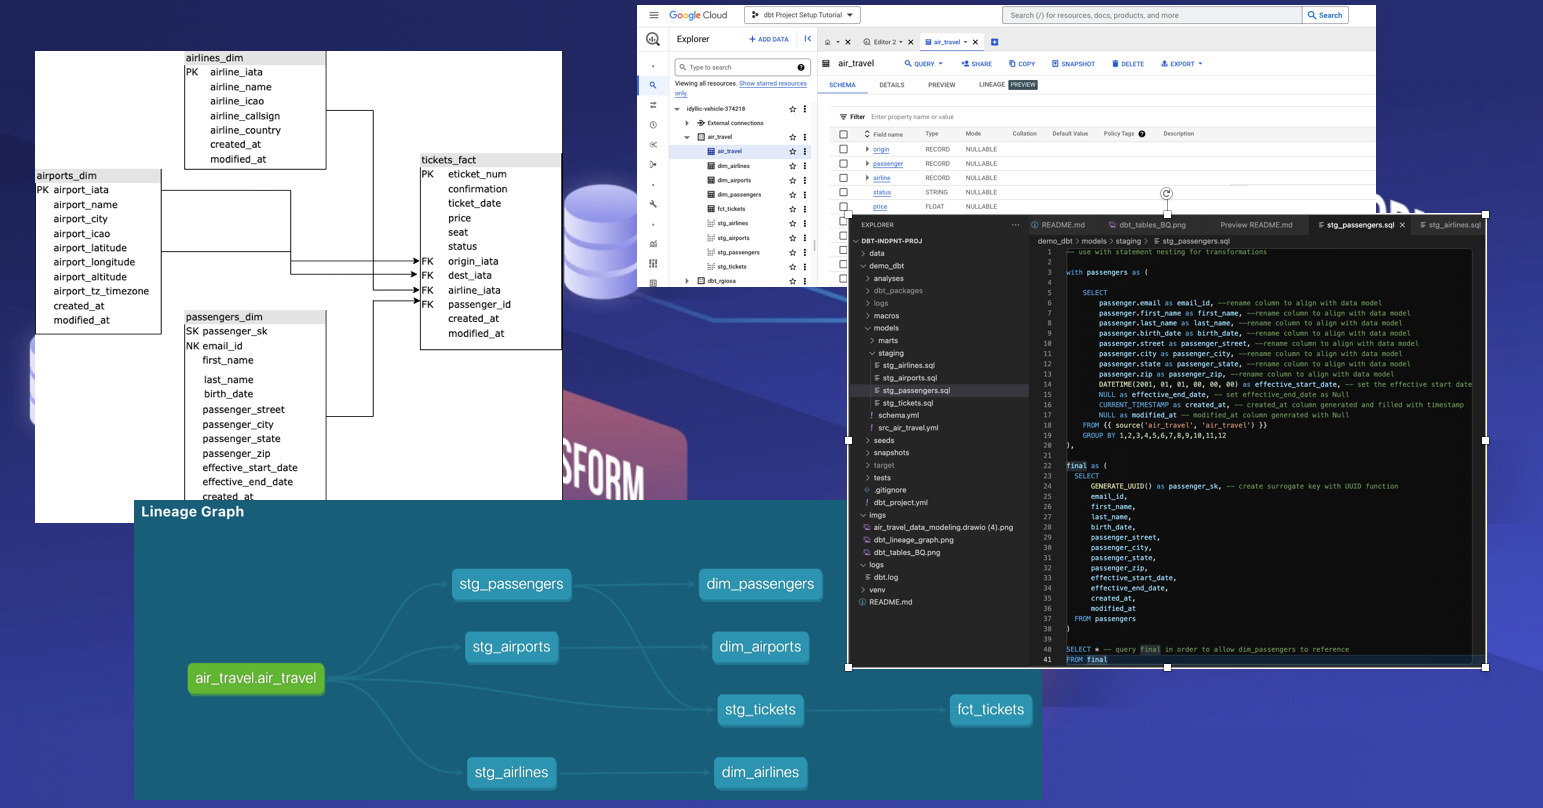 airlines_dim
PK airline_iata
airline_name
airline_icao
airline_callsign
airline_country
created_at
modified_at
airports_dim
PK airport_iata
airport_name
airport_city
airport_icao
airport_latitude
airport_longitude
airport_altitude
airport_tz_timezone
created_at
modified_at
passengers_dim
SK passenger_sk
NK email_id
first_name
last_name
birth_date
passenger_street
passenger_city
passenger_state
passenger_zip
effective_start_date
effective_end_date
created_at
tickets_fact
PK eticket_num
confirmation
ticket_date
price
seat
status
FK origin_iata
FK dest_iata
FK airline_iata
FK passenger_id
created_at
modified_at
Google Cloud
dbt Project Setup Tutorial
Search (/) for resources, docs, products, and more
Search
Explorer
+ ADD DATA
Type to search
Viewing all resources. Show starred resources
only.
idyllic-vehicle-374218
External connections
air_travel
air_travel
dim_airlines
dim_airports
dim_passengers
fct_tickets
stg_airlines
stg_airports
stg_passengers
stg_tickets
dbt_rgiosa
Editor 2
air_travel
air_travel
QUERY
SHARE
COPY
SNAPSHOT
DELETE
EXPORT
SCHEMA
DETAILS
PREVIEW
LINEAGE PREVIEW
Filter Enter property name or value
Field name Type Mode Collation Default Value Policy Tags Description
origin RECORD NULLABLE
passenger RECORD NULLABLE
airline RECORD NULLABLE
status STRING NULLABLE
price FLOAT NULLABLE
SFORM
EXPLORER
DBT-INDPNT-PROJ
data
demo_dbt
analyses
dbt_packages
logs
macros
models
marts
staging
stg_airlines.sql
stg_airports.sql
stg_passengers.sql
stg_tickets.sql
schema.yml
src_air_travel.yml
seeds
snapshots
target
tests
.gitignore
dbt_project.yml
imgs
air_travel_data_modeling.drawio (4).png
dbt_lineage_graph.png
dbt_tables_BQ.png
logs
dbt.log
venv
README.md
README.md
dbt_tables_BQ.png
Preview README.md
stg_passengers.sql
stg_airlines.sql
demo_dbt > models > staging > stg_passengers.sql
1 -- use with statement nesting for transformations
2
3 with passengers as (
4
5 SELECT
6 passenger.email as email_id, --rename column to align with data model
7 passenger.first_name as first_name, --rename column to align with data model
8 passenger.last_name as last_name, --rename column to align with data model
9 passenger.birth_date as birth_date, --rename column to align with data model
10 passenger.street as passenger_street, --rename column to align with data model
11 passenger.city as passenger_city, --rename column to align with data model
12 passenger.state as passenger_state, --rename column to align with data model
13 passenger.zip as passenger_zip, --rename column to align with data model
14 DATETIME(2001, 01, 01, 00, 00, 00) as effective_start_date, -- set the effective start date
15 NULL as effective_end_date, -- set effective_end_date as Null
16 CURRENT_TIMESTAMP as created_at, -- created_at column generated and filled with timestamp
17 NULL as modified_at -- modified_at column generated with Null
18 FROM {{ source('air_travel', 'air_travel') }}
19 GROUP BY 1,2,3,4,5,6,7,8,9,10,11,12
20 ),
21
22 final as (
23 SELECT
24 GENERATE_UUID() as passenger_sk, -- create surrogate key with UUID function
25 email_id,
26 first_name,
27 last_name,
28 birth_date,
29 passenger_street,
30 passenger_city,
31 passenger_state,
32 passenger_zip,
33 effective_start_date,
34 effective_end_date,
35 created_at,
36 modified_at
37 FROM passengers
38 )
39
40 SELECT * -- query final in order to allow dim_passengers to reference
41 FROM final
Lineage Graph
air_travel.air_travel
stg_passengers
stg_airports
stg_airlines
dim_passengers
dim_airports
stg_tickets
dim_airlines
fct_tickets